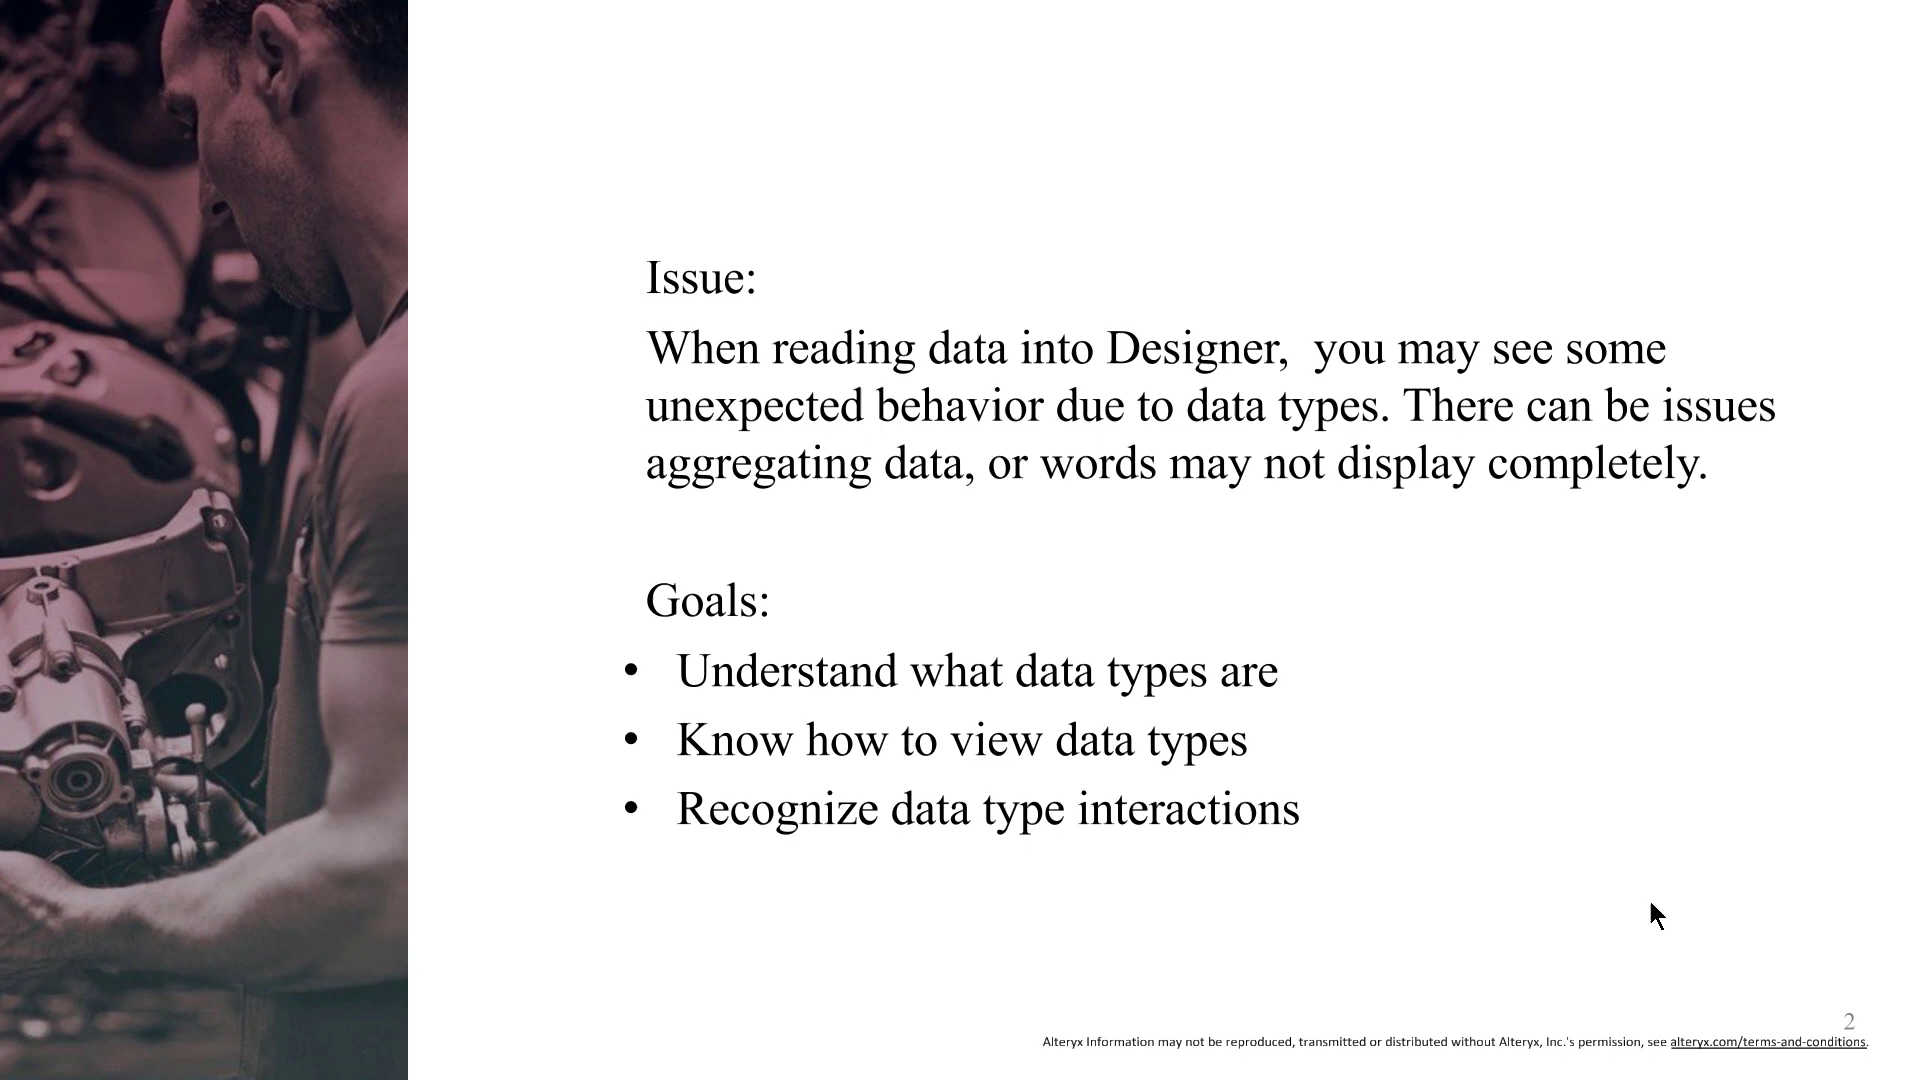 Issue:
When reading data into Designer,  you may see some
unexpected behavior due to data types. There can be issues
aggregating data, or words may not display completely.
Goals:
• Understand what data types are
• Know how to view data types
• Recognize data type interactions
2
Alteryx Information may not be reproduced, transmitted or distributed without Alteryx, Inc.'s permission, see alteryx.com/terms-and-conditions.